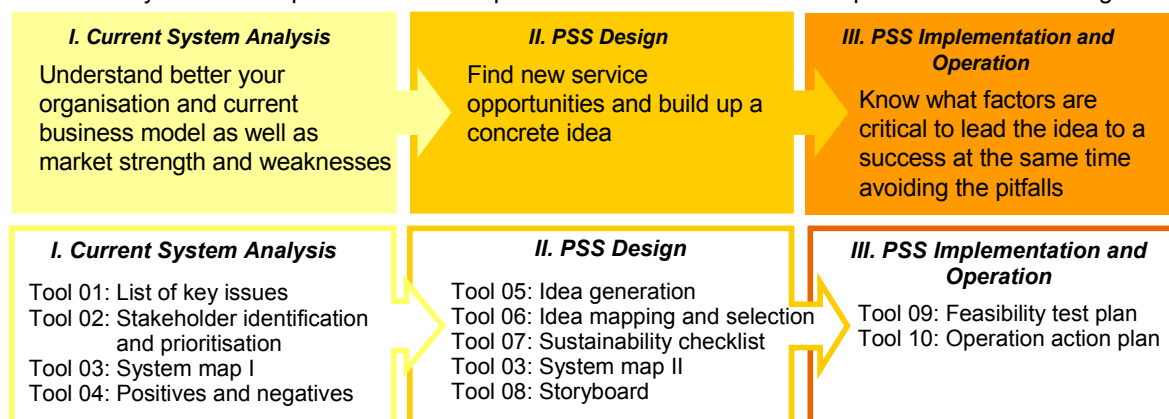 I. Current System Analysis
Understand better your
organisation and current
business model as well as
market strength and weaknesses
II. PSS Design
Find new service
opportunities and build up a
concrete idea
III. PSS Implementation and
Operation
Know what factors are
critical to lead the idea to a
success at the same time
avoiding the pitfalls
I. Current System Analysis
Tool 01: List of key issues
Tool 02: Stakeholder identification
and prioritisation
Tool 03: System map I
Tool 04: Positives and negatives
II. PSS Design
Tool 05: Idea generation
Tool 06: Idea mapping and selection
Tool 07: Sustainability checklist
Tool 03: System map II
Tool 08: Storyboard
III. PSS Implementation and
Operation
Tool 09: Feasibility test plan
Tool 10: Operation action plan